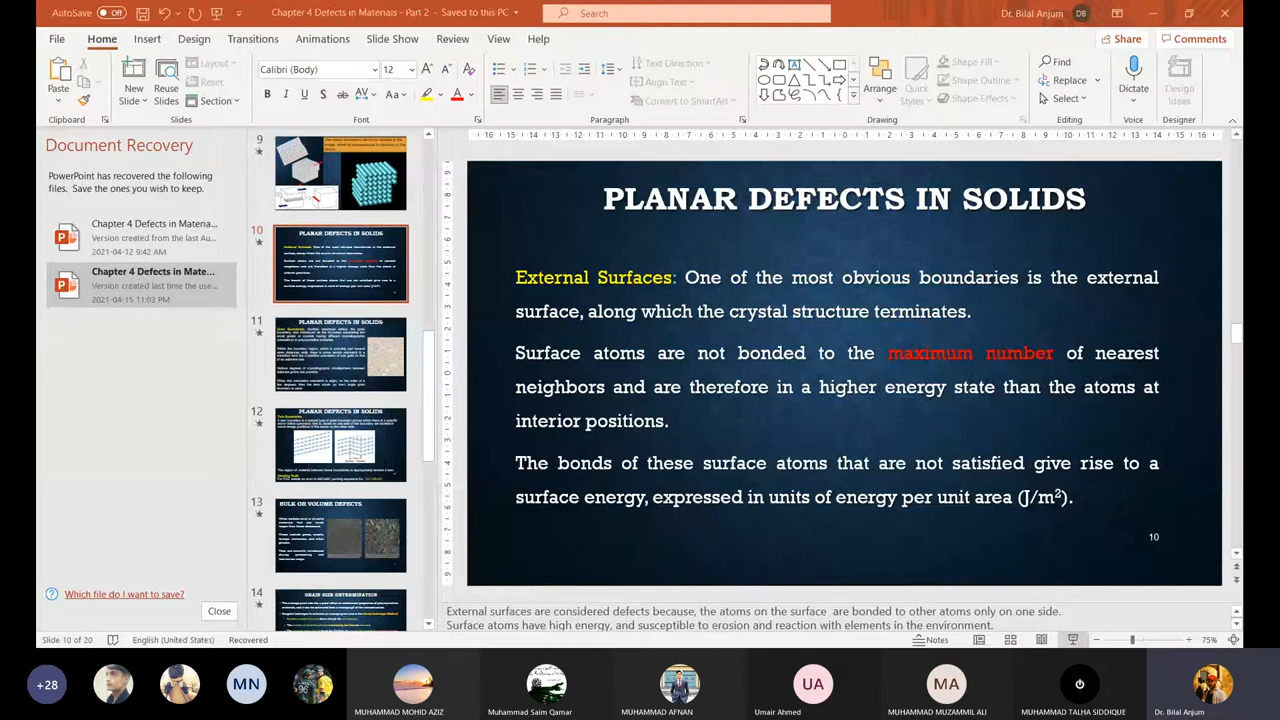 AutoSave Off Chapter 4 Defects in Materials - Part 2 - Saved to this PC Search Dr. Bilal Anjum DB
File Home Insert Design Transitions Animations Slide Show Review View Help Share Comments
Paste New Slide Reuse Slides Layout Reset Section
Calibri (Body) 12
Text Direction Align Text Convert to SmartArt
Arrange Quick Styles Shape Fill Shape Outline Shape Effects
Find Replace Select Dictate Design Ideas
Clipboard Slides Font Paragraph Drawing Editing Voice Designer
Document Recovery
PowerPoint has recovered the following
files. Save the ones you wish to keep.
Chapter 4 Defects in Materia...
Version created from the last Au...
2021-04-12 9:42 AM
Chapter 4 Defects in Mate...
Version created last time the use...
2021-04-15 11:03 PM
Which file do I want to save?
Close
9
10
PLANAR DEFECTS IN SOLIDS
11
PLANAR DEFECTS IN SOLIDS
12
PLANAR DEFECTS IN SOLIDS
13
BULK OR VOLUME DEFECTS
14
GRAIN SIZE DETERMINATION
PLANAR DEFECTS IN SOLIDS
External Surfaces: One of the most obvious boundaries is the external
surface, along which the crystal structure terminates.
Surface atoms are not bonded to the maximum number of nearest
neighbors and are therefore in a higher energy state than the atoms at
interior positions.
The bonds of these surface atoms that are not satisfied give rise to a
surface energy, expressed in units of energy per unit area (J/m²).
10
External surfaces are considered defects because, the atoms on the surface are bonded to other atoms only on one side.
Surface atoms have high energy, and susceptible to erosion and reaction with elements in the environment.
Slide 10 of 20 English (United States) Recovered Notes 75%
+28 MN UA MA
MUHAMMAD MOHID AZIZ Muhammad Saim Qamar MUHAMMAD AFNAN Umair Ahmed MUHAMMAD MUZAMMIL ALI MUHAMMAD TALHA SIDDIQUE Dr. Bilal Anjum